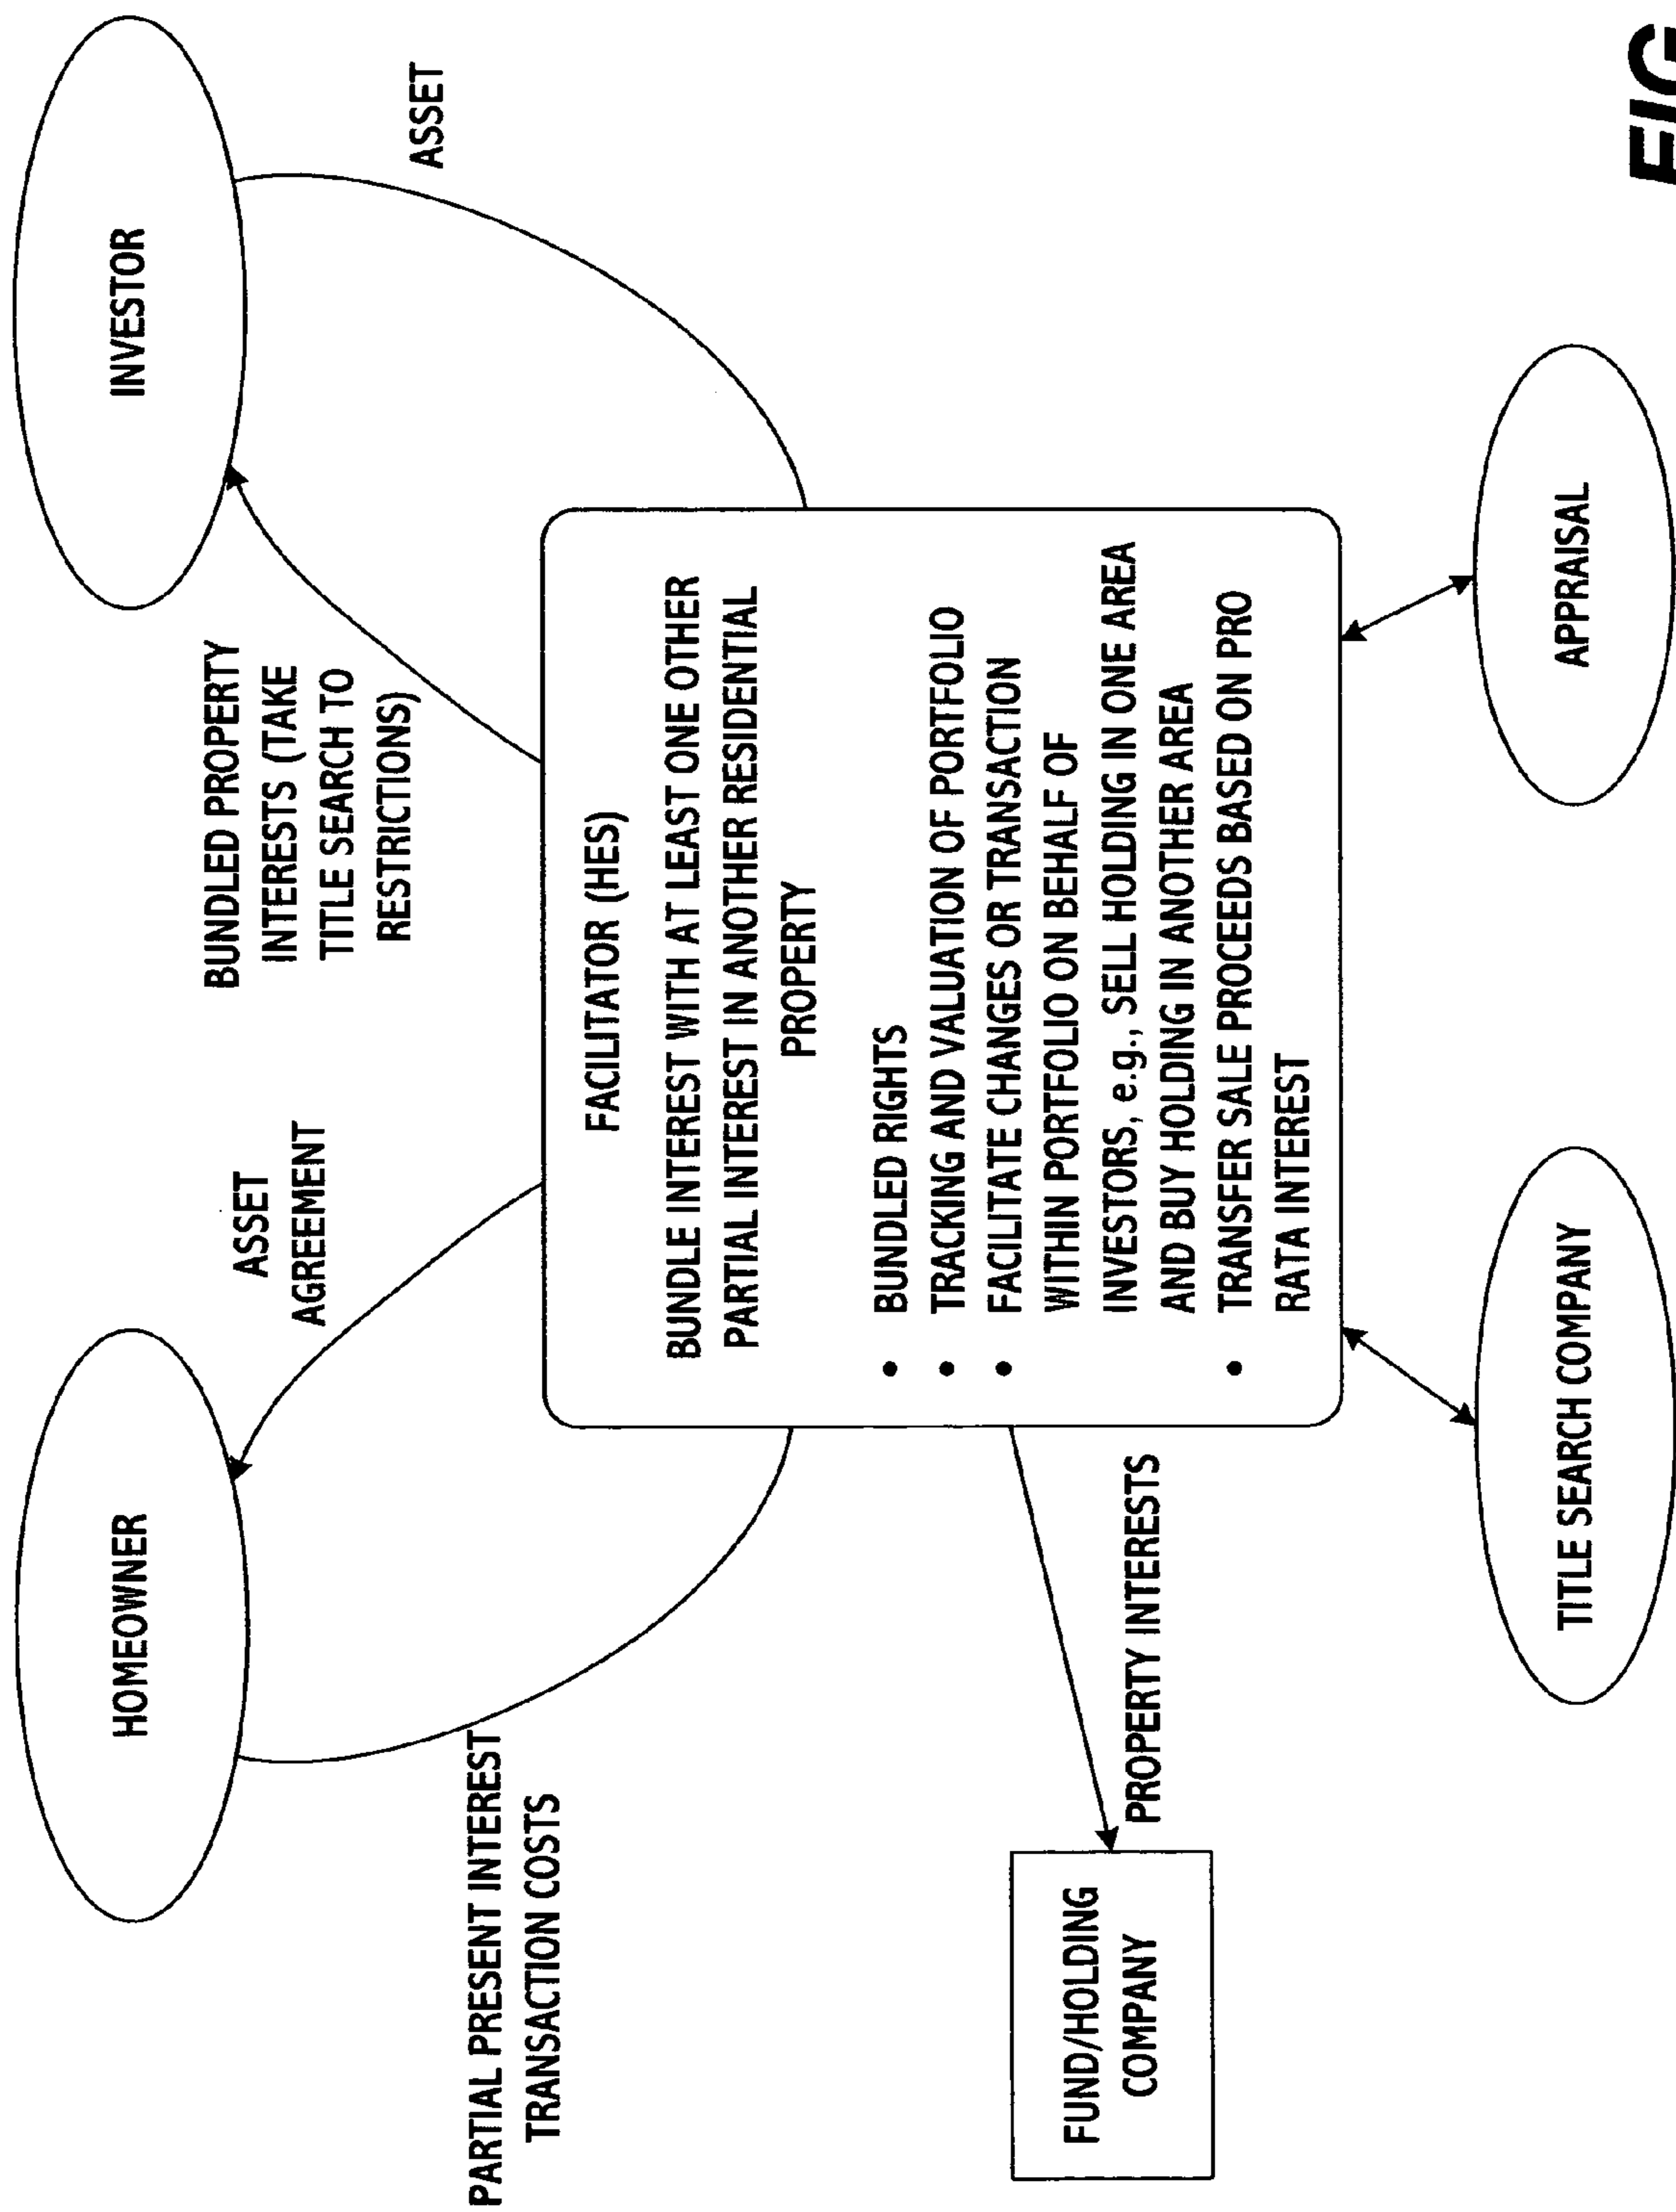 HOMEOWNER
INVESTOR
ASSET
AGREEMENT
BUNDLED PROPERTY
INTERESTS (TAKE
TITLE SEARCH TO
RESTRICTIONS)
ASSET
PARTIAL PRESENT INTEREST
TRANSACTION COSTS
FACILITATOR (HES)
BUNDLE INTEREST WITH AT LEAST ONE OTHER
PARTIAL INTEREST IN ANOTHER RESIDENTIAL
PROPERTY
• BUNDLED RIGHTS
• TRACKING AND VALUATION OF PORTFOLIO
• FACILITATE CHANGES OR TRANSACTION
WITHIN PORTFOLIO ON BEHALF OF
INVESTORS, e.g., SELL HOLDING IN ONE AREA
AND BUY HOLDING IN ANOTHER AREA
• TRANSFER SALE PROCEEDS BASED ON PRO
RATA INTEREST
FUND/HOLDING
COMPANY
PROPERTY INTERESTS
TITLE SEARCH COMPANY
APPRAISAL
FIG